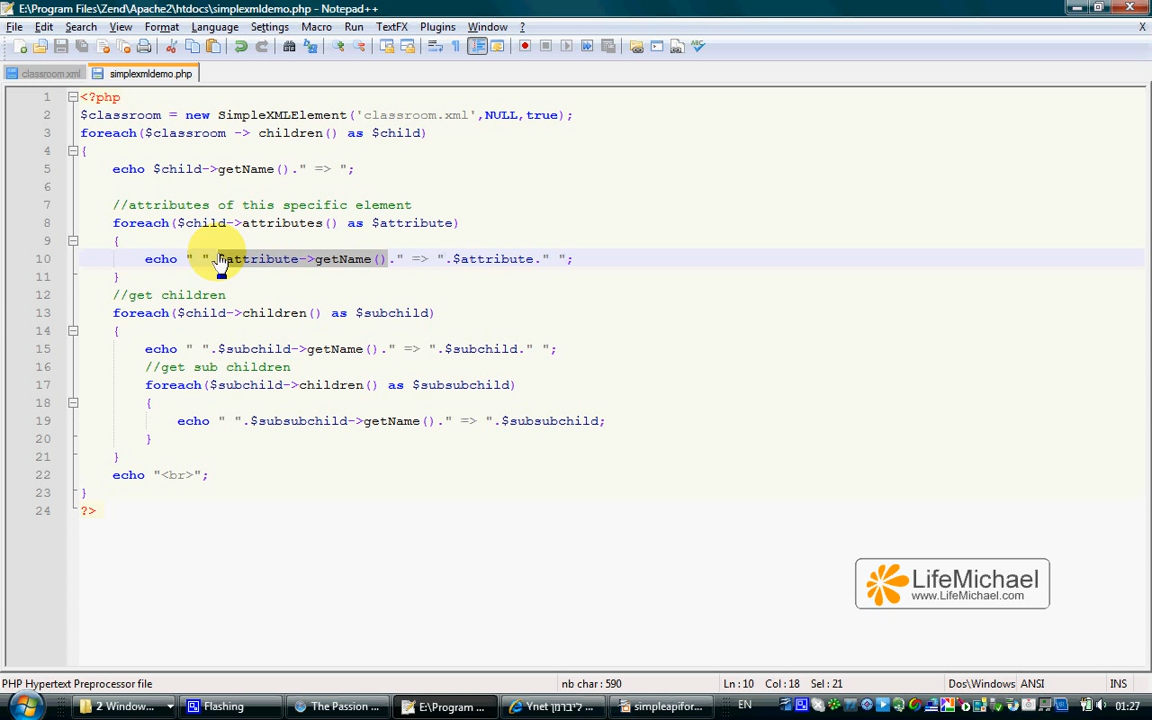 E:\Program Files\Zend\Apache2\htdocs\simplexmldemo.php - Notepad++
File Edit Search View Format Language Settings Macro Run TextFX Plugins Window ? X
classroom.xml simplexmldemo.php
1 <?php
2 $classroom = new SimpleXMLElement('classroom.xml',NULL,true);
3 foreach($classroom -> children() as $child)
4 {
5 echo $child->getName()." => ";
6
7 //attributes of this specific element
8 foreach($child->attributes() as $attribute)
9 {
10 echo " ".$attribute->getName()." => ".$attribute." ";
11 }
12 //get children
13 foreach($child->children() as $subchild)
14 {
15 echo " ".$subchild->getName()." => ".$subchild." ";
16 //get sub children
17 foreach($subchild->children() as $subsubchild)
18 {
19 echo " ".$subsubchild->getName()." => ".$subsubchild;
20 }
21 }
22 echo "<br>";
23 }
24 ?>
LifeMichael
www.LifeMichael.com
PHP Hypertext Preprocessor file nb char : 590 Ln : 10 Col : 18 Sel : 21 Dos\Windows ANSI INS
2 Window... Flashing The Passion ... E:\Program ... Ynet ליברמן ... simpleapifor... EN 01:27